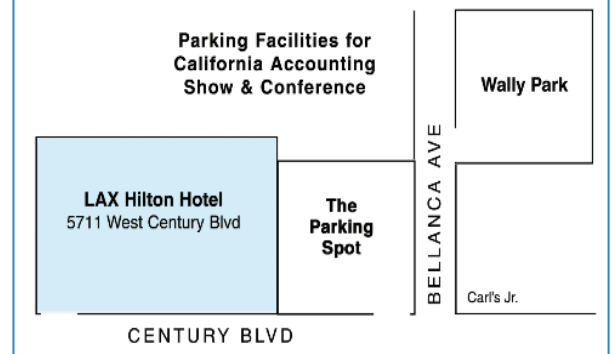 Parking Facilities for
California Accounting
Show & Conference
Wally Park
LAX Hilton Hotel
5711 West Century Blvd
The
Parking
Spot
BELLANCA AVE
Carl's Jr.
CENTURY BLVD